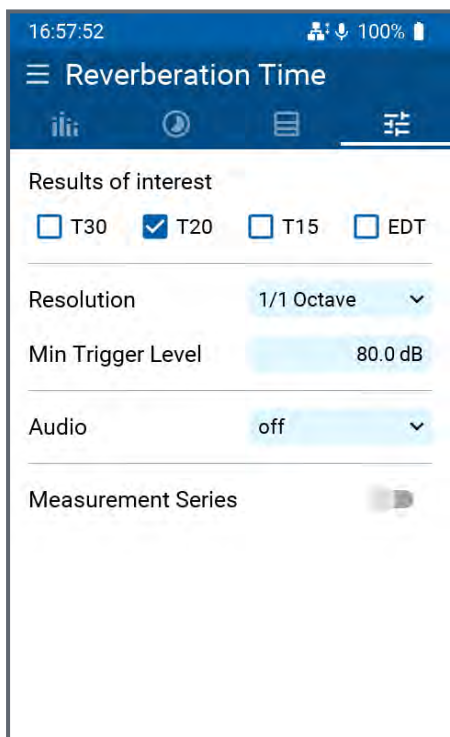 16:57:52 100%
Reverberation Time
Results of interest
T30 T20 T15 EDT
Resolution 1/1 Octave
Min Trigger Level 80.0 dB
Audio off
Measurement Series